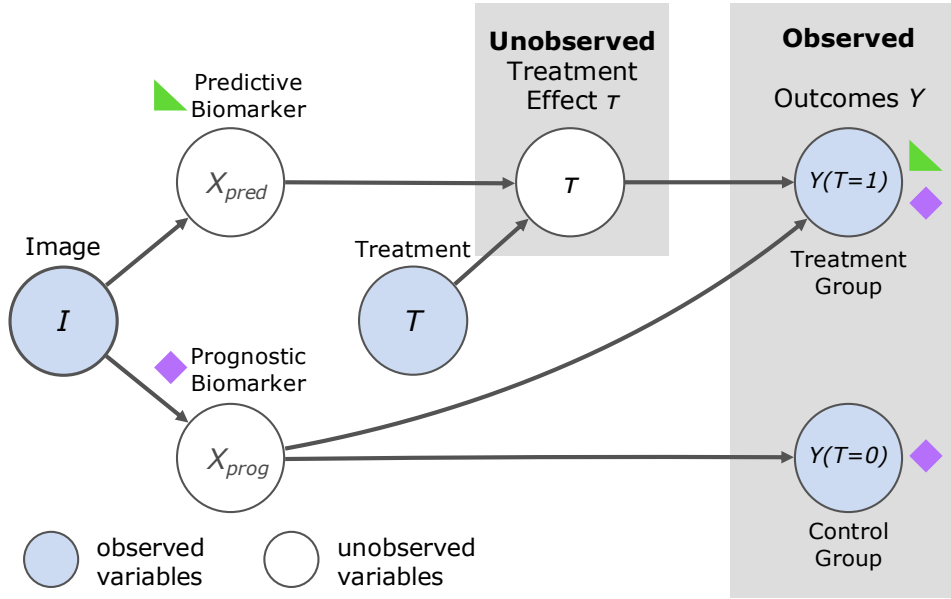 Unobserved
Treatment
Effect τ
Observed
Outcomes Y
Predictive
Biomarker
X_pred
τ
Y(T=1)
Treatment
Group
Image
I
Treatment
T
Prognostic
Biomarker
X_prog
Y(T=0)
Control
Group
observed
variables
unobserved
variables